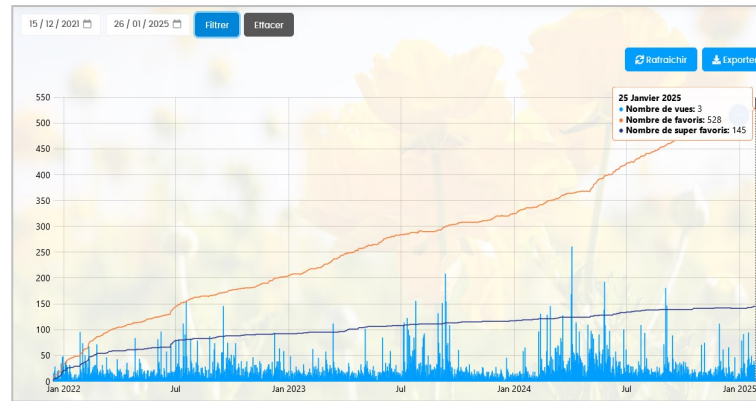 15 / 12 / 2021 26 / 01 / 2025 Filtrer Effacer
Rafraichir Exporter
25 Janvier 2025
Nombre de vues: 3
Nombre de favoris: 528
Nombre de super favoris: 145
550
500
450
400
350
300
250
200
150
100
50
0
Jan 2022 Jul Jan 2023 Jul Jan 2024 Jul Jan 2025